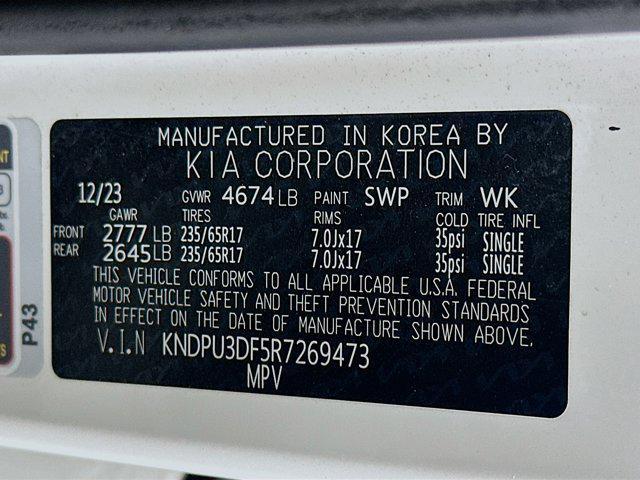 MANUFACTURED IN KOREA BY
KIA CORPORATION
12/23 GVWR 4674 LB PAINT SWP TRIM WK
GAWR TIRES RIMS COLD TIRE INFL
FRONT 2777 LB 235/65R17 7.0Jx17 35psi SINGLE
REAR 2645 LB 235/65R17 7.0Jx17 35psi SINGLE
THIS VEHICLE CONFORMS TO ALL APPLICABLE U.S.A. FEDERAL
MOTOR VEHICLE SAFETY AND THEFT PREVENTION STANDARDS
IN EFFECT ON THE DATE OF MANUFACTURE SHOWN ABOVE.
V.I.N KNDPU3DF5R7269473
MPV
P43